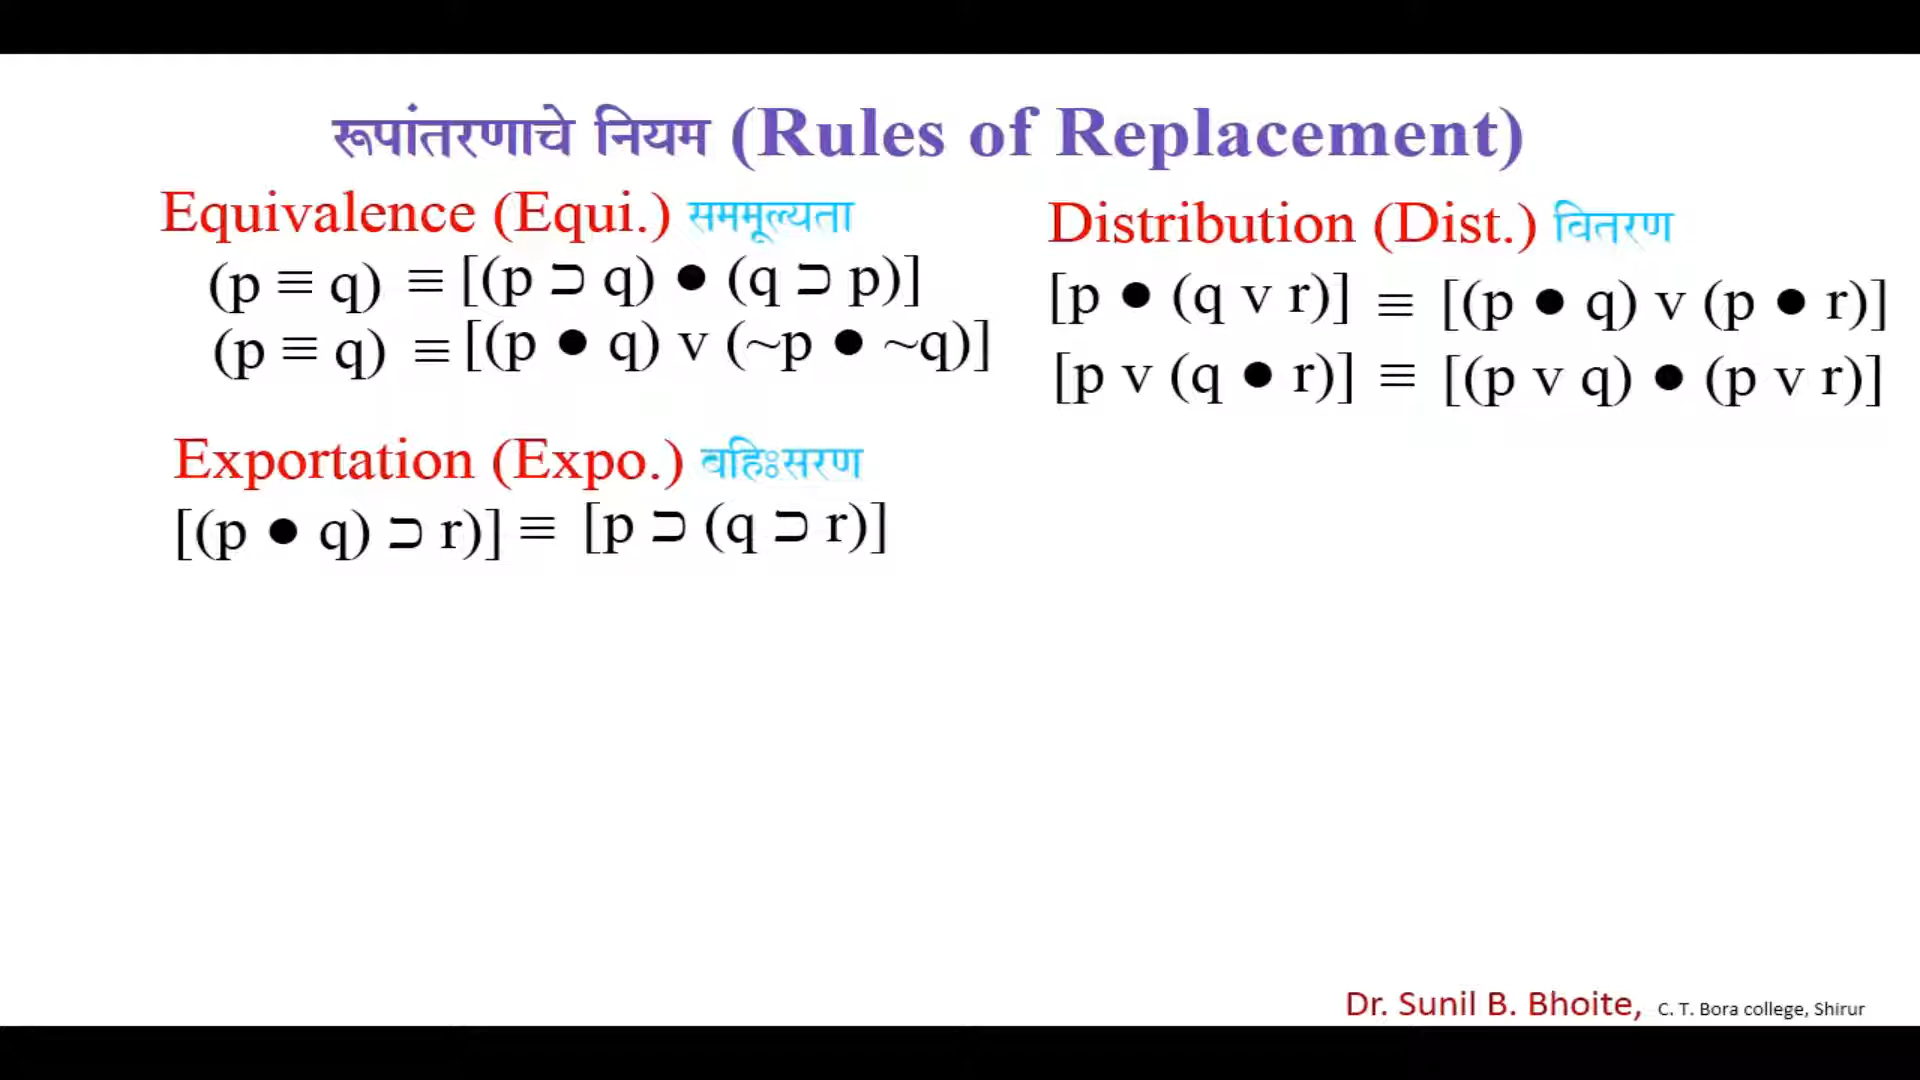 रूपांतरणाचे नियम (Rules of Replacement)
Equivalence (Equi.) सममूल्यता
(p ≡ q) ≡ [(p ⊐ q) ● (q ⊐ p)]
(p ≡ q) ≡ [(p ● q) v (~p ● ~q)]
Exportation (Expo.) बहिःसरण
[(p ● q) ⊐ r)] ≡ [p ⊐ (q ⊐ r)]
Distribution (Dist.) वितरण
[p ● (q v r)] ≡ [(p ● q) v (p ● r)]
[p v (q ● r)] ≡ [(p v q) ● (p v r)]
Dr. Sunil B. Bhoite, C. T. Bora college, Shirur